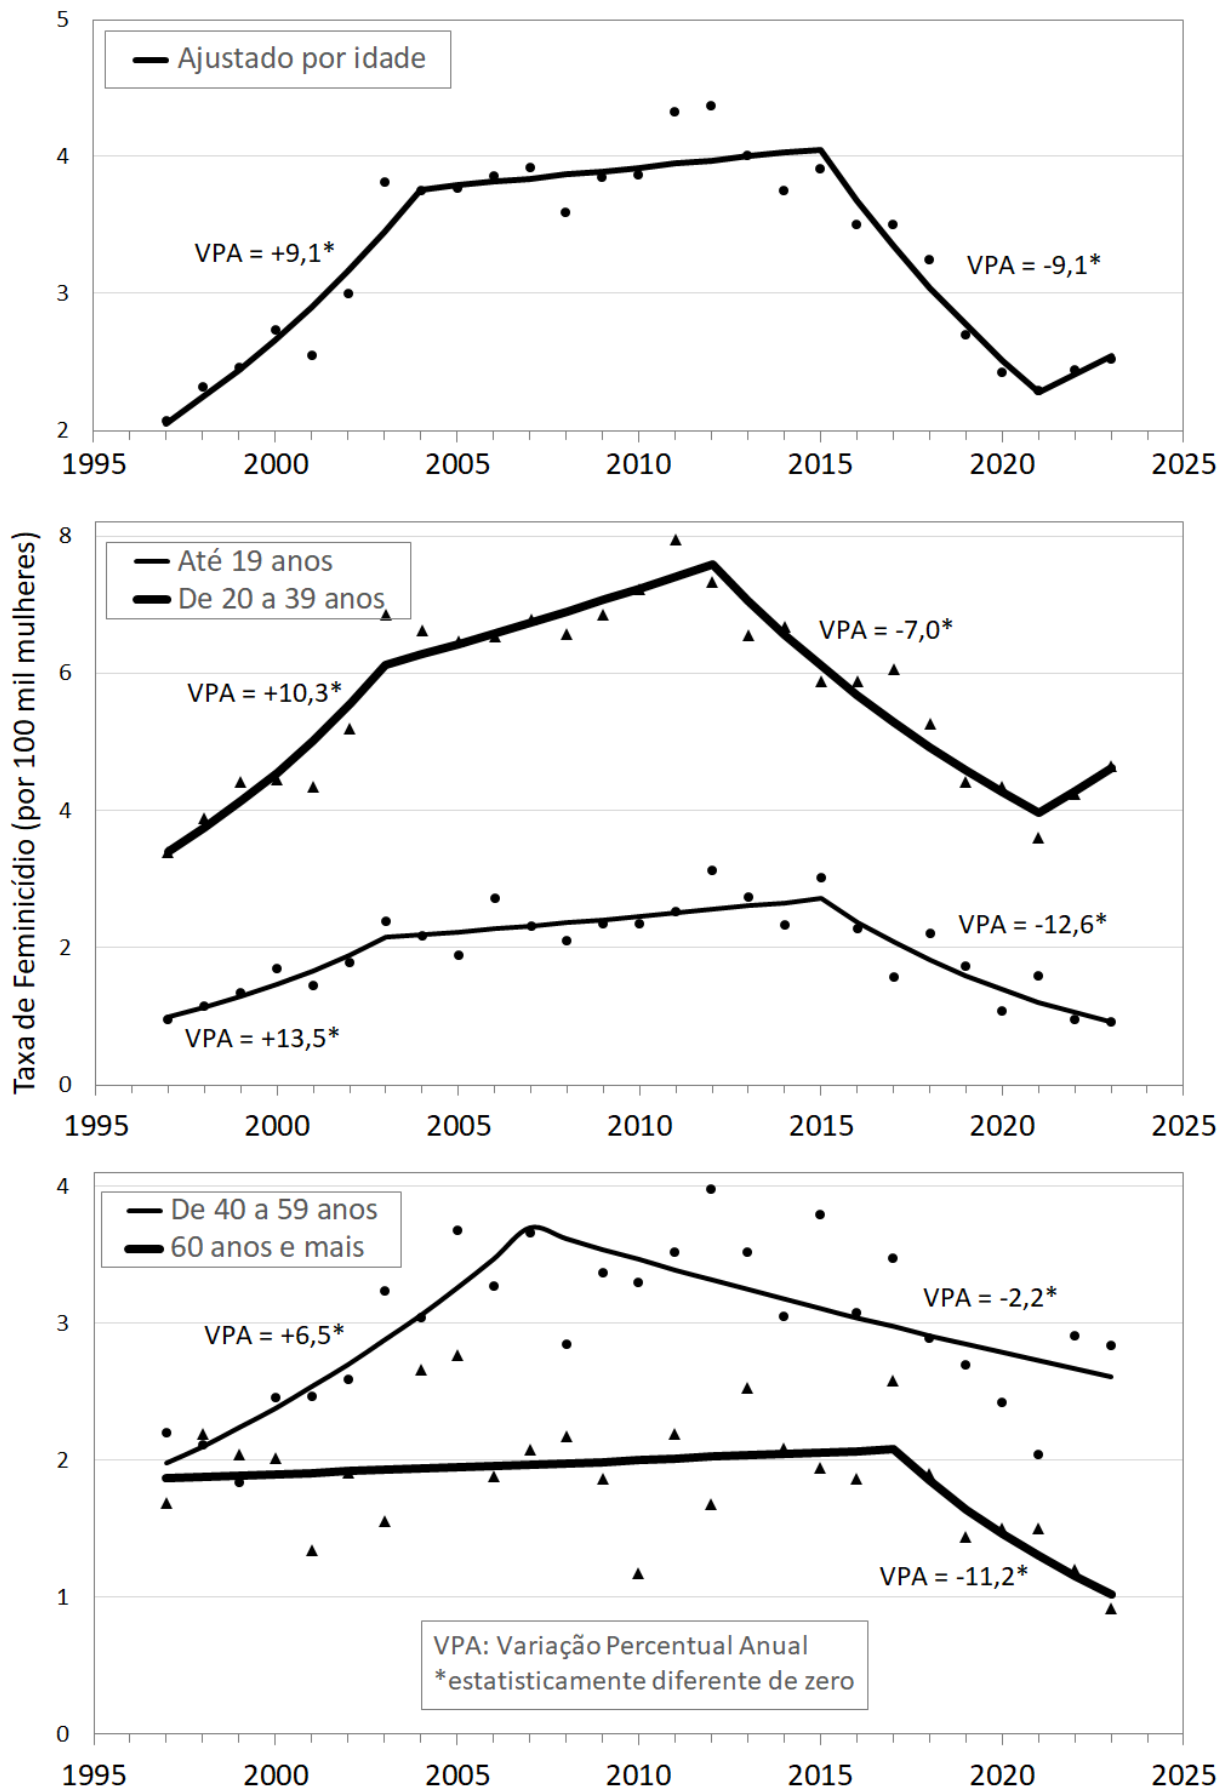 5
4
3
2
Ajustado por idade
VPA = +9,1*
VPA = -9,1*
1995 2000 2005 2010 2015 2020 2025
Taxa de Feminicídio (por 100 mil mulheres)
8
6
4
2
0
Até 19 anos
De 20 a 39 anos
VPA = -7,0*
VPA = +10,3*
VPA = -12,6*
VPA = +13,5*
1995 2000 2005 2010 2015 2020 2025
4
3
2
1
0
De 40 a 59 anos
60 anos e mais
VPA = -2,2*
VPA = +6,5*
VPA = -11,2*
VPA: Variação Percentual Anual
*estatisticamente diferente de zero
1995 2000 2005 2010 2015 2020 2025